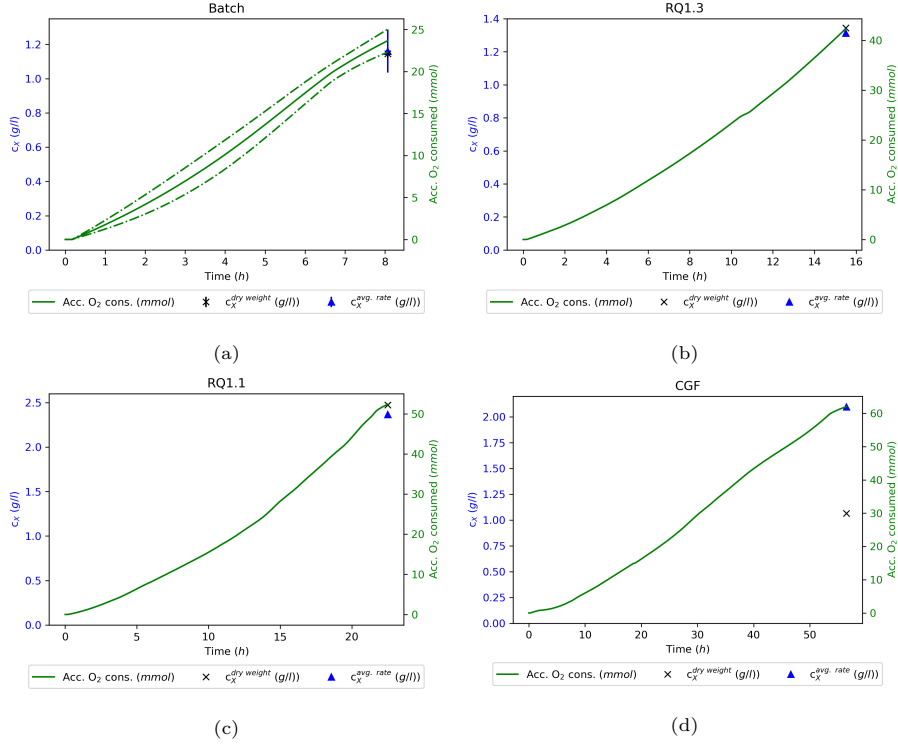 Batch
1.2
1.0
0.8
0.6
0.4
0.2
0.0
c_X (g/l)
25
20
15
10
5
0
Acc. O₂ consumed (mmol)
0 1 2 3 4 5 6 7 8
Time (h)
Acc. O₂ cons. (mmol) c_X^{dry weight} (g/l)) c_X^{avg. rate} (g/l))
(a)
RQ1.3
1.4
1.2
1.0
0.8
0.6
0.4
0.2
0.0
c_X (g/l)
40
30
20
10
0
Acc. O₂ consumed (mmol)
0 2 4 6 8 10 12 14 16
Time (h)
Acc. O₂ cons. (mmol) c_X^{dry weight} (g/l)) c_X^{avg. rate} (g/l))
(b)
RQ1.1
2.5
2.0
1.5
1.0
0.5
0.0
c_X (g/l)
50
40
30
20
10
0
Acc. O₂ consumed (mmol)
0 5 10 15 20
Time (h)
Acc. O₂ cons. (mmol) c_X^{dry weight} (g/l)) c_X^{avg. rate} (g/l))
(c)
CGF
2.00
1.75
1.50
1.25
1.00
0.75
0.50
0.25
0.00
c_X (g/l)
60
50
40
30
20
10
0
Acc. O₂ consumed (mmol)
0 10 20 30 40 50
Time (h)
Acc. O₂ cons. (mmol) c_X^{dry weight} (g/l)) c_X^{avg. rate} (g/l))
(d)